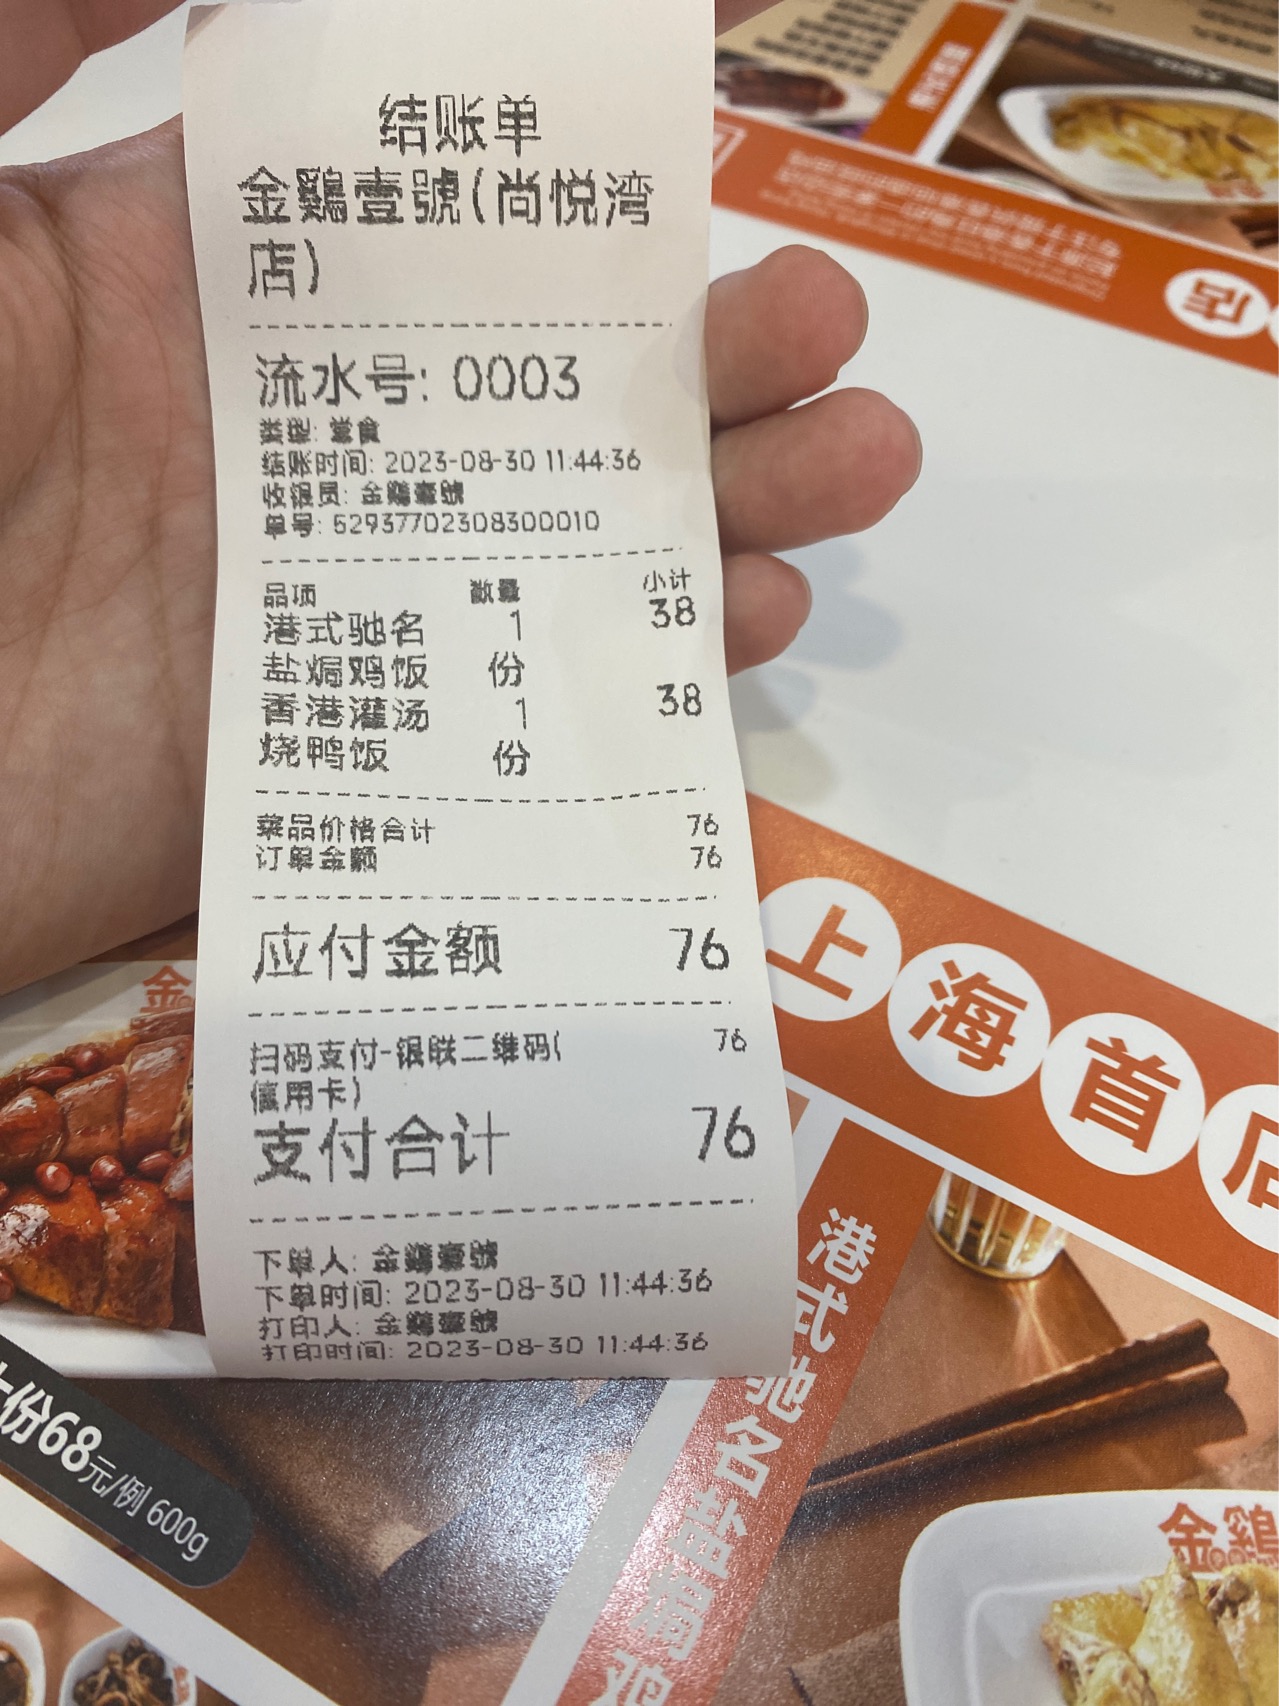 结账单
金鷄壹號(尚悦湾
店)
流水号: 0003
类型: 堂食
结账时间: 2023-08-30 11:44:36
收银员: 金鷄壹號
单号: 52937702308300010
品项 数量 小计
港式驰名 1 38
盐焗鸡饭 份
香港灌汤 1 38
烧鸭饭 份
菜品价格合计 76
订单金额 76
应付金额 76
扫码支付-银联二维码( 76
信用卡)
支付合计 76
下单人: 金鷄壹號
下单时间: 2023-08-30 11:44:36
打印人: 金鷄壹號
打印时间: 2023-08-30 11:44:36
店
上海首店
港式驰名盐焗鸡
份68元/例 600g
金
金鷄